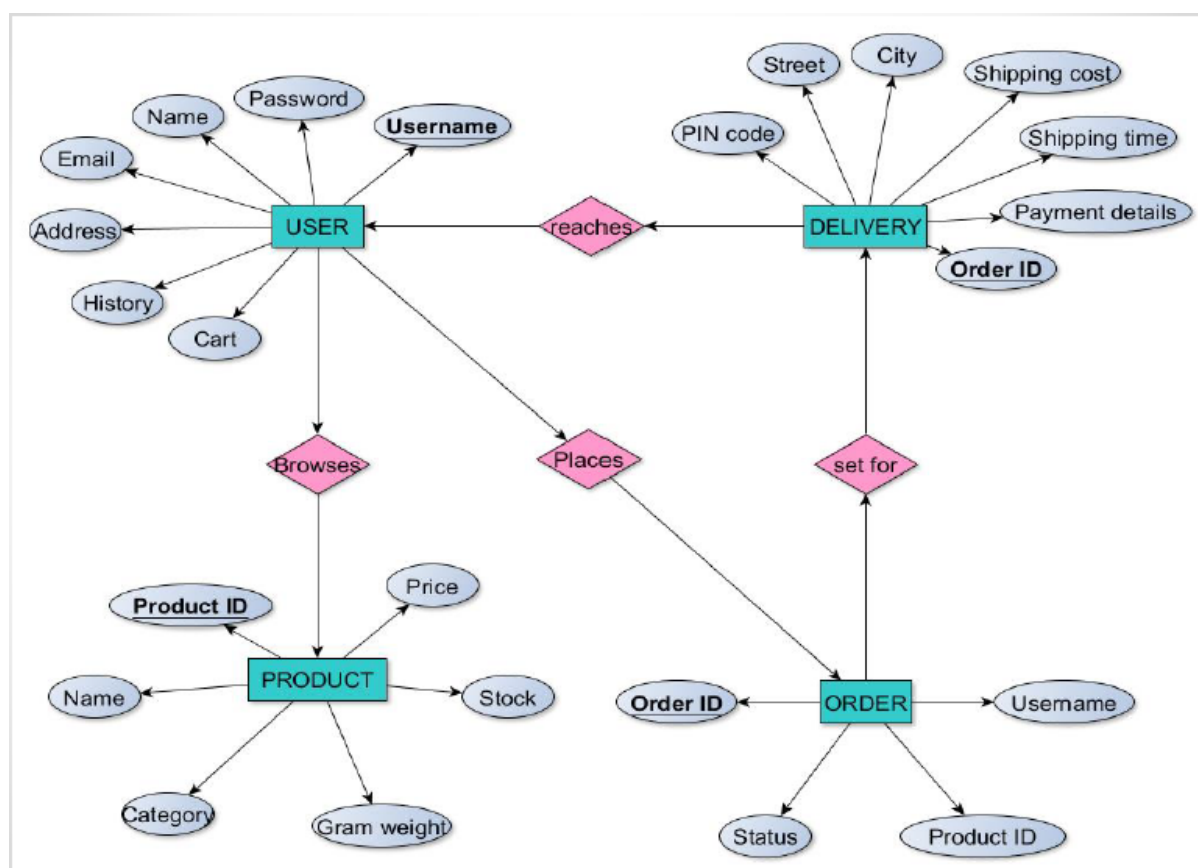 City
Street
Shipping cost
Password
Name
Username
PIN code
Shipping time
Email
Payment details
Address
USER
reaches
DELIVERY
Order ID
History
Cart
Browses
Places
set for
Price
Product ID
PRODUCT
Name
Stock
Order ID
ORDER
Username
Category
Gram weight
Status
Product ID